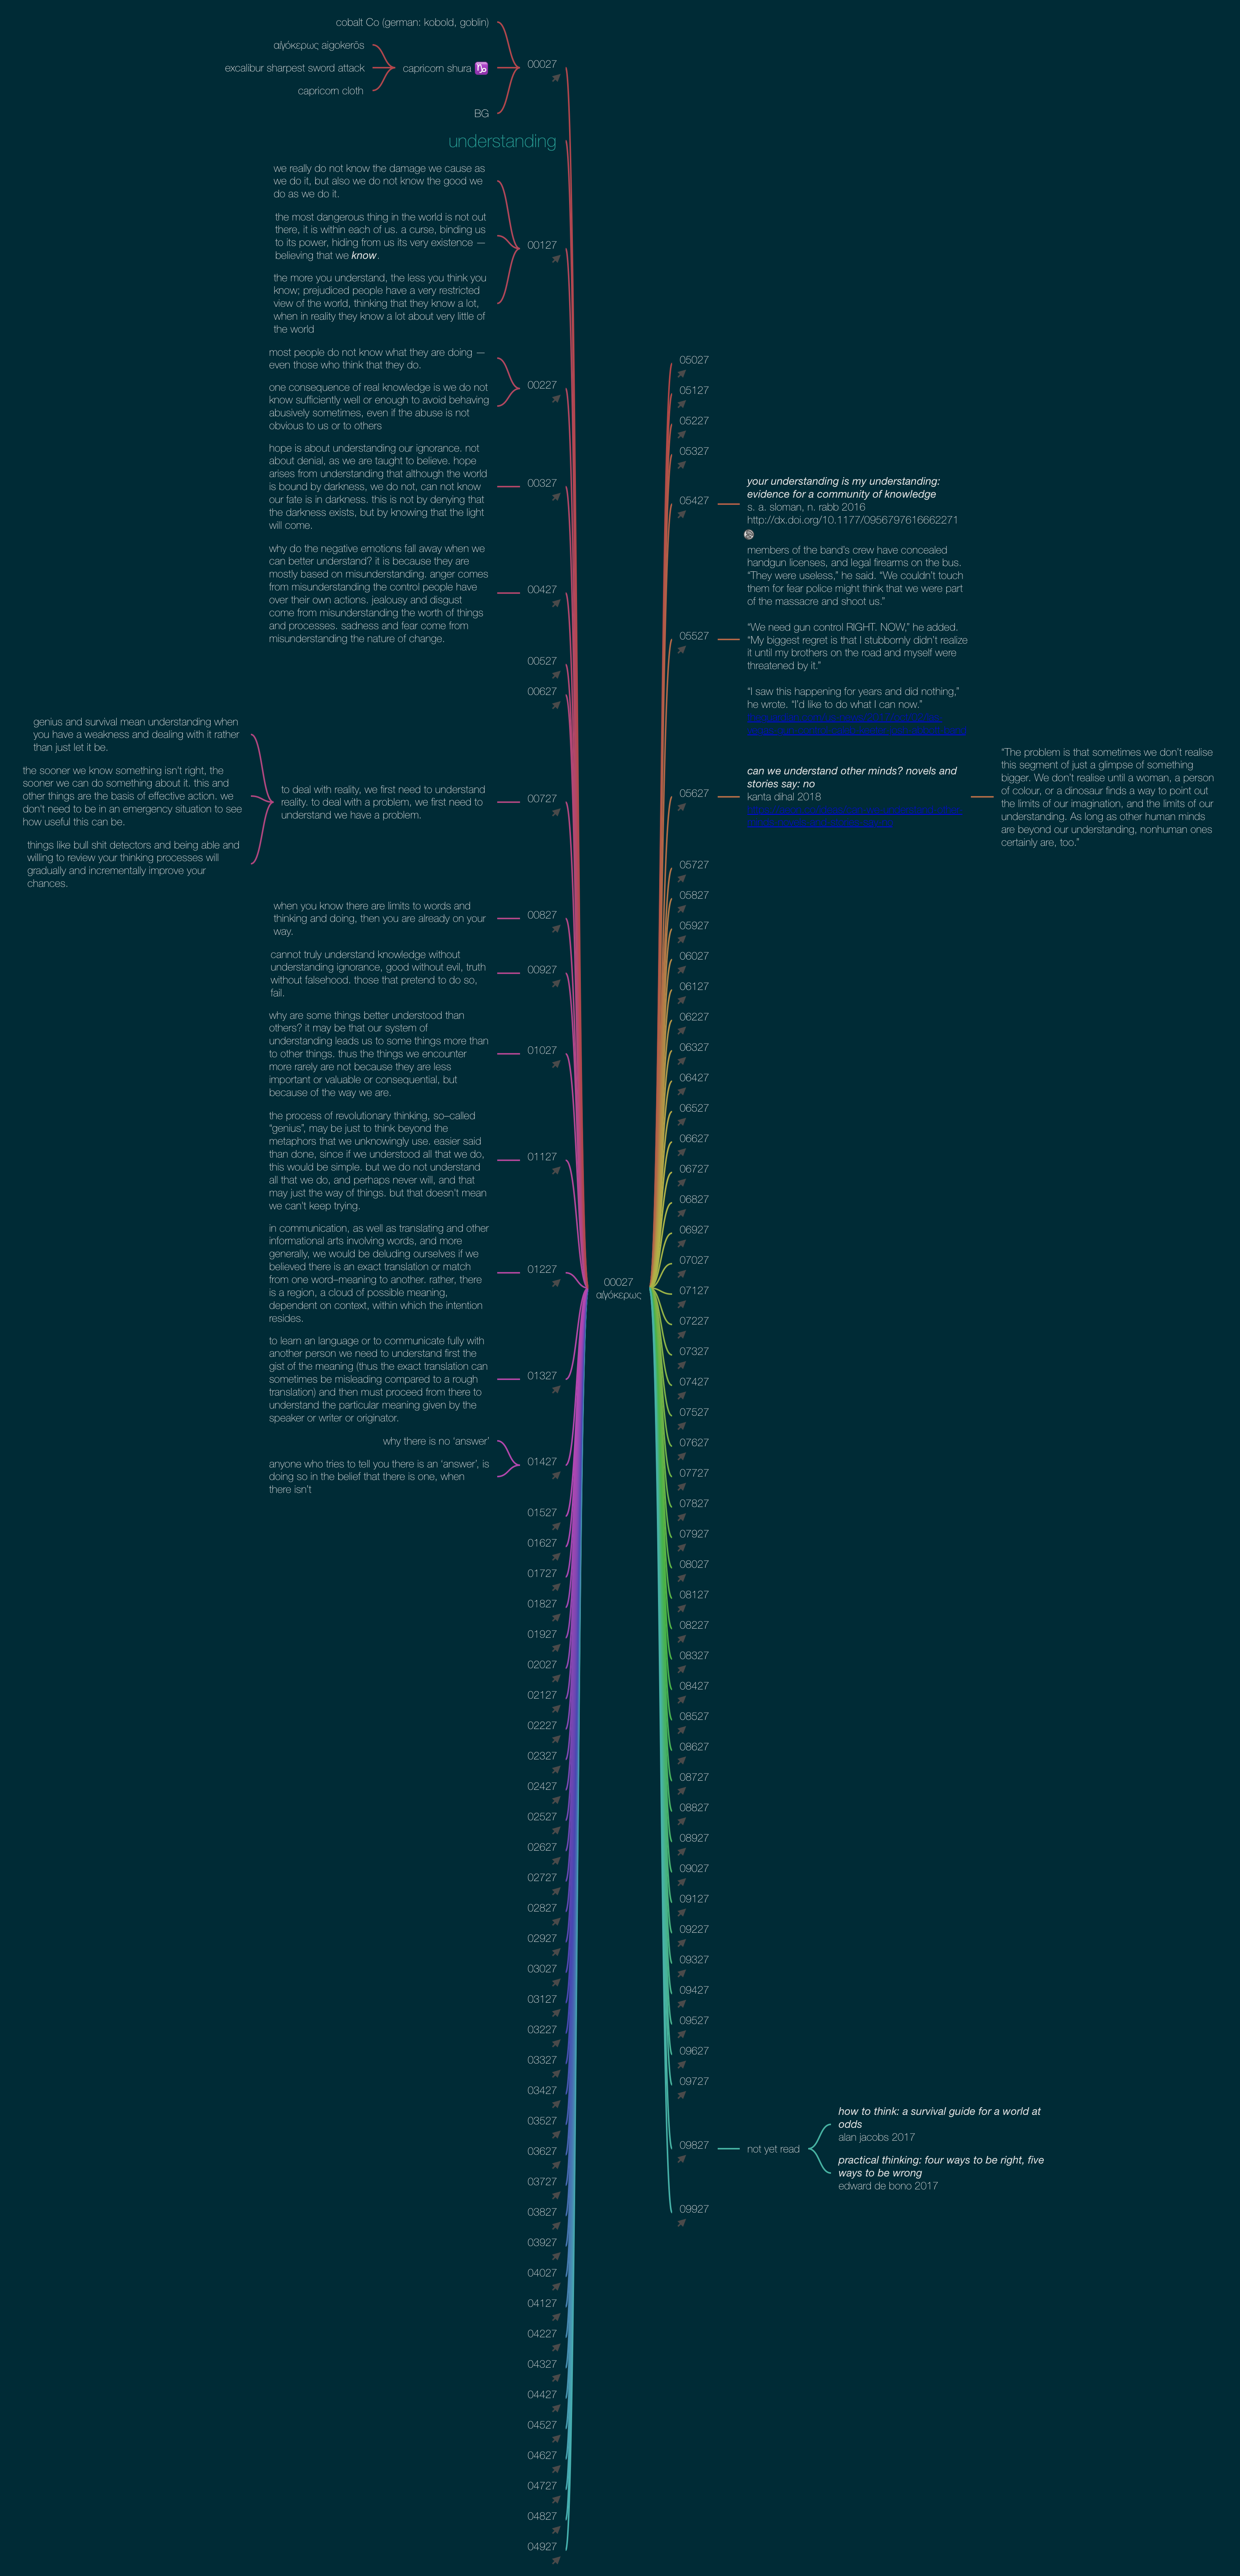 cobalt Co (german: kobold, goblin)
αἰγόκερως aigokerōs
excalibur sharpest sword attack
capricorn cloth
capricorn shura ♑
BG
00027
understanding
we really do not know the damage we cause as
we do it, but also we do not know the good we
do as we do it.
the most dangerous thing in the world is not out
there, it is within each of us. a curse, binding us
to its power, hiding from us its very existence —
believing that we know.
the more you understand, the less you think you
know; prejudiced people have a very restricted
view of the world, thinking that they know a lot,
when in reality they know a lot about very little of
the world
00127
most people do not know what they are doing —
even those who think that they do.
one consequence of real knowledge is we do not
know sufficiently well or enough to avoid behaving
abusively sometimes, even if the abuse is not
obvious to us or to others
00227
hope is about understanding our ignorance. not
about denial, as we are taught to believe. hope
arises from understanding that although the world
is bound by darkness, we do not, can not know
our fate is in darkness. this is not by denying that
the darkness exists, but by knowing that the light
will come.
00327
why do the negative emotions fall away when we
can better understand? it is because they are
mostly based on misunderstanding. anger comes
from misunderstanding the control people have
over their own actions. jealousy and disgust
come from misunderstanding the worth of things
and processes. sadness and fear come from
misunderstanding the nature of change.
00427
00527
00627
genius and survival mean understanding when
you have a weakness and dealing with it rather
than just let it be.
the sooner we know something isn't right, the
sooner we can do something about it. this and
other things are the basis of effective action. we
don't need to be in an emergency situation to see
how useful this can be.
things like bull shit detectors and being able and
willing to review your thinking processes will
gradually and incrementally improve your
chances.
to deal with reality, we first need to understand
reality. to deal with a problem, we first need to
understand we have a problem.
00727
when you know there are limits to words and
thinking and doing, then you are already on your
way.
00827
cannot truly understand knowledge without
understanding ignorance, good without evil, truth
without falsehood. those that pretend to do so,
fail.
00927
why are some things better understood than
others? it may be that our system of
understanding leads us to some things more than
to other things. thus the things we encounter
more rarely are not because they are less
important or valuable or consequential, but
because of the way we are.
01027
the process of revolutionary thinking, so–called
"genius", may be just to think beyond the
metaphors that we unknowingly use. easier said
than done, since if we understood all that we do,
this would be simple. but we do not understand
all that we do, and perhaps never will, and that
may just the way of things. but that doesn't mean
we can't keep trying.
01127
in communication, as well as translating and other
informational arts involving words, and more
generally, we would be deluding ourselves if we
believed there is an exact translation or match
from one word–meaning to another. rather, there
is a region, a cloud of possible meaning,
dependent on context, within which the intention
resides.
01227
to learn an language or to communicate fully with
another person we need to understand first the
gist of the meaning (thus the exact translation can
sometimes be misleading compared to a rough
translation) and then must proceed from there to
understand the particular meaning given by the
speaker or writer or originator.
01327
why there is no 'answer'
anyone who tries to tell you there is an 'answer', is
doing so in the belief that there is one, when
there isn't
01427
01527
01627
01727
01827
01927
02027
02127
02227
02327
02427
02527
02627
02727
02827
02927
03027
03127
03227
03327
03427
03527
03627
03727
03827
03927
04027
04127
04227
04327
04427
04527
04627
04727
04827
04927
00027
αἰγόκερως
05027
05127
05227
05327
05427
your understanding is my understanding:
evidence for a community of knowledge
s. a. sloman, n. rabb 2016
http://dx.doi.org/10.1177/0956797616662271
05527
members of the band's crew have concealed
handgun licenses, and legal firearms on the bus.
"They were useless," he said. "We couldn't touch
them for fear police might think that we were part
of the massacre and shoot us."
"We need gun control RIGHT. NOW," he added.
"My biggest regret is that I stubbornly didn't realize
it until my brothers on the road and myself were
threatened by it."
"I saw this happening for years and did nothing,"
he wrote. "I'd like to do what I can now."
05627
can we understand other minds? novels and
stories say: no
kanta dihal 2018
"The problem is that sometimes we don't realise
this segment of just a glimpse of something
bigger. We don't realise until a woman, a person
of colour, or a dinosaur finds a way to point out
the limits of our imagination, and the limits of our
understanding. As long as other human minds
are beyond our understanding, nonhuman ones
certainly are, too."
05727
05827
05927
06027
06127
06227
06327
06427
06527
06627
06727
06827
06927
07027
07127
07227
07327
07427
07527
07627
07727
07827
07927
08027
08127
08227
08327
08427
08527
08627
08727
08827
08927
09027
09127
09227
09327
09427
09527
09627
09727
09827
not yet read
how to think: a survival guide for a world at
odds
alan jacobs 2017
practical thinking: four ways to be right, five
ways to be wrong
edward de bono 2017
09927